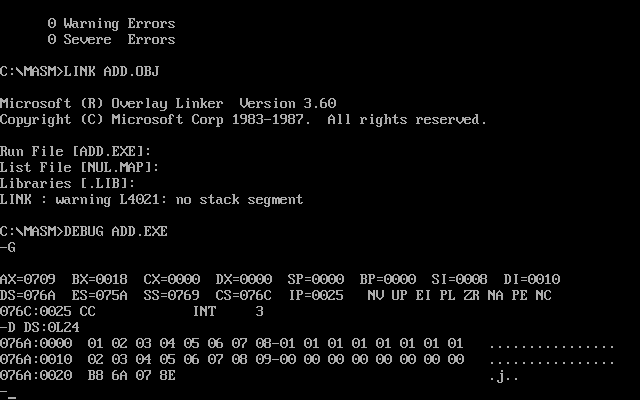 0 Warning Errors
0 Severe  Errors
C:\MASM>LINK ADD.OBJ
Microsoft (R) Overlay Linker  Version 3.60
Copyright (C) Microsoft Corp 1983-1987.  All rights reserved.
Run File [ADD.EXE]:
List File [NUL.MAP]:
Libraries [.LIB]:
LINK : warning L4021: no stack segment
C:\MASM>DEBUG ADD.EXE
-G
AX=0709  BX=0018  CX=0000  DX=0000  SP=0000  BP=0000  SI=0008  DI=0010
DS=076A  ES=075A  SS=0769  CS=076C  IP=0025   NV UP EI PL ZR NA PE NC
076C:0025 CC            INT     3
-D DS:0L24
076A:0000  01 02 03 04 05 06 07 08-01 01 01 01 01 01 01 01   ................
076A:0010  02 03 04 05 06 07 08 09-00 00 00 00 00 00 00 00   ................
076A:0020  B8 6A 07 8E                                       .j..
-_